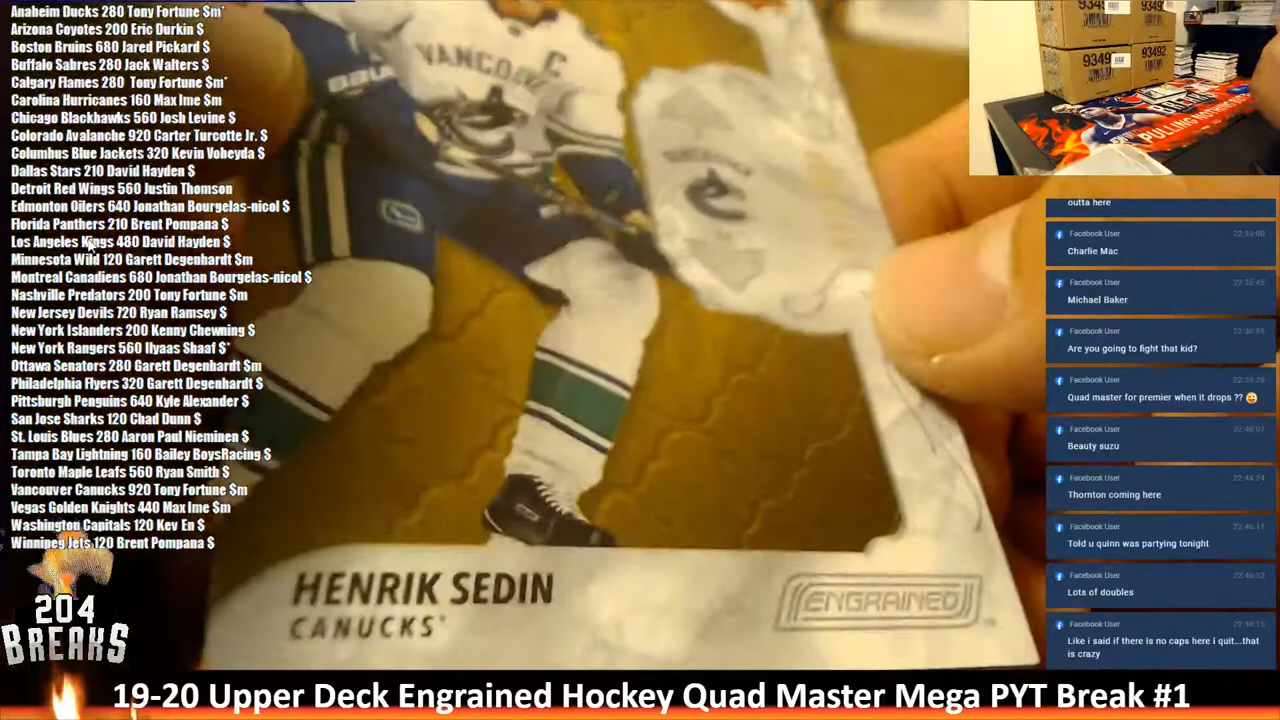 Anaheim Ducks 280 Tony Fortune $m*
Arizona Coyotes 200 Eric Durkin $
Boston Bruins 680 Jared Pickard $
Buffalo Sabres 280 Jack Walters $
Calgary Flames 280 Tony Fortune $m*
Carolina Hurricanes 160 Max Ime $m
Chicago Blackhawks 560 Josh Levine $
Colorado Avalanche 920 Carter Turcotte Jr. $
Columbus Blue Jackets 320 Kevin Voheyda $
Dallas Stars 210 David Hayden $
Detroit Red Wings 560 Justin Thomson
Edmonton Oilers 640 Jonathan Bourgelas-nicol $
Florida Panthers 210 Brent Pompana $
Los Angeles Kings 480 David Hayden $
Minnesota Wild 120 Garett Degenhardt $m
Montreal Canadiens 680 Jonathan Bourgelas-nicol $
Nashville Predators 200 Tony Fortune $m
New Jersey Devils 720 Ryan Ramsey $
New York Islanders 200 Kenny Chewning $
New York Rangers 560 Ilyaas Shaaf $*
Ottawa Senators 280 Garett Degenhardt $m
Philadelphia Flyers 320 Garett Degenhardt $
Pittsburgh Penguins 640 Kyle Alexander $
San Jose Sharks 120 Chad Dunn $
St. Louis Blues 280 Aaron Paul Nieminen $
Tampa Bay Lightning 160 Bailey BoysRacing $
Toronto Maple Leafs 560 Ryan Smith $
Vancouver Canucks 920 Tony Fortune $m
Vegas Golden Knights 440 Max Ime $m
Washington Capitals 120 Kev En $
Winnipeg Jets 120 Brent Pompana $
204
BREAKS
C
HENRIK SEDIN
CANUCKS
ENGRAINED
93492
PULLING NOTHING
outta here
Facebook User
Charlie Mac
Facebook User
Michael Baker
Facebook User
Are you going to fight that kid?
Facebook User
Quad master for premier when it drops ?? 😜
Facebook User
Beauty suzu
Facebook User
Thornton coming here
Facebook User
Told u quinn was partying tonight
Facebook User
Lots of doubles
Facebook User
Like i said if there is no caps here i quit...that
is crazy
19-20 Upper Deck Engrained Hockey Quad Master Mega PYT Break #1